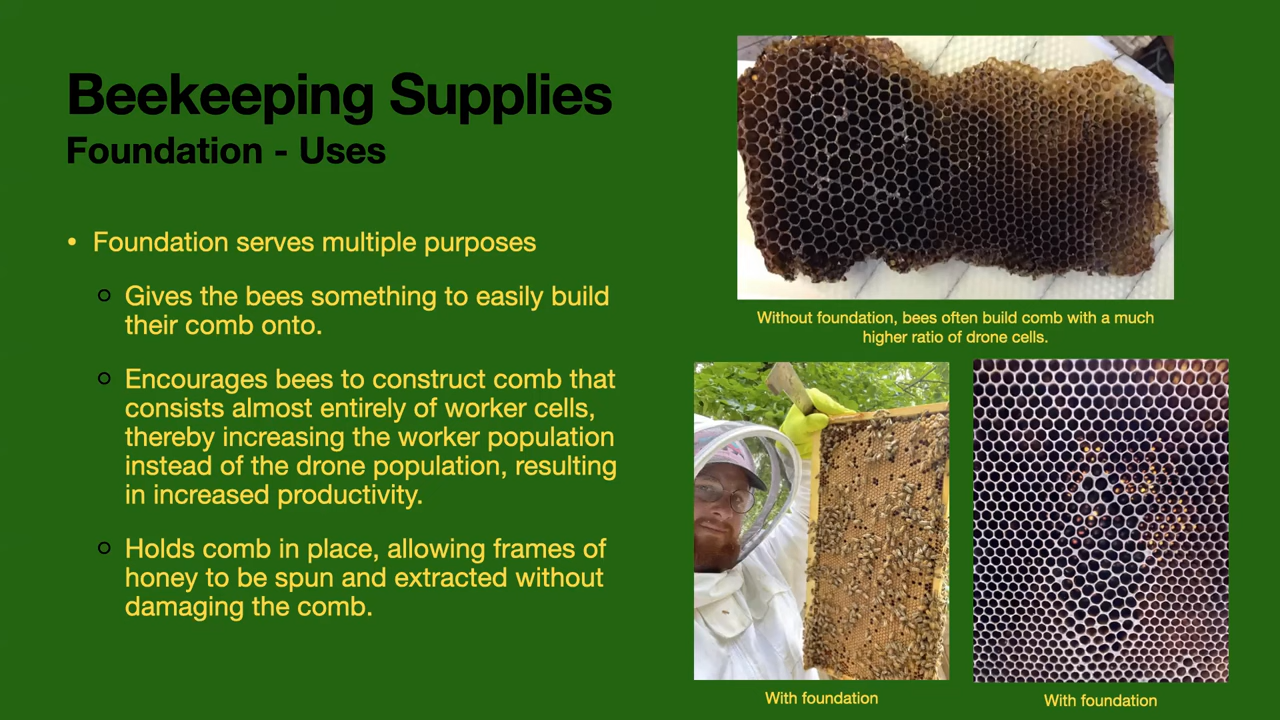 Beekeeping Supplies
Foundation - Uses
• Foundation serves multiple purposes
Gives the bees something to easily build
their comb onto.
Encourages bees to construct comb that
consists almost entirely of worker cells,
thereby increasing the worker population
instead of the drone population, resulting
in increased productivity.
Holds comb in place, allowing frames of
honey to be spun and extracted without
damaging the comb.
Without foundation, bees often build comb with a much
higher ratio of drone cells.
With foundation
With foundation